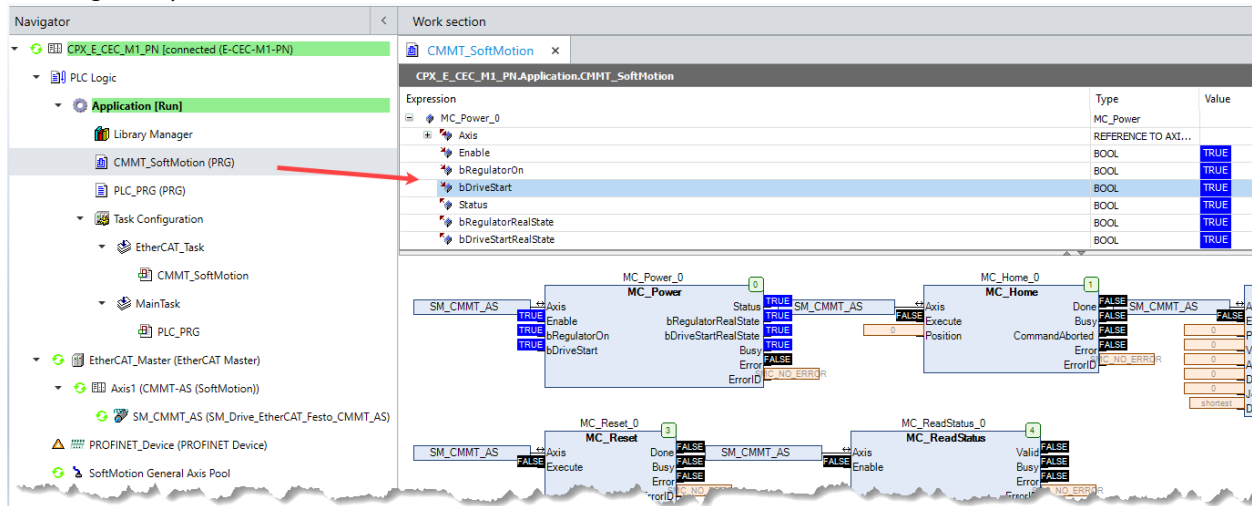 Navigator
<
Work section
CPX_E_CEC_M1_PN [connected (E-CEC-M1-PN)
PLC Logic
Application [Run]
Library Manager
CMMT_SoftMotion (PRG)
PLC_PRG (PRG)
Task Configuration
EtherCAT_Task
CMMT_SoftMotion
MainTask
PLC_PRG
EtherCAT_Master (EtherCAT Master)
Axis1 (CMMT-AS (SoftMotion))
SM_CMMT_AS (SM_Drive_EtherCAT_Festo_CMMT_AS)
PROFINET_Device (PROFINET Device)
SoftMotion General Axis Pool
CMMT_SoftMotion ×
CPX_E_CEC_M1_PN.Application.CMMT_SoftMotion
Expression Type Value
MC_Power_0 MC_Power
Axis REFERENCE TO AXI...
Enable BOOL TRUE
bRegulatorOn BOOL TRUE
bDriveStart BOOL TRUE
Status BOOL TRUE
bRegulatorRealState BOOL TRUE
bDriveStartRealState BOOL TRUE
MC_Power_0
0
MC_Power
SM_CMMT_AS Axis Status TRUE
TRUE Enable bRegulatorRealState TRUE
TRUE bRegulatorOn bDriveStartRealState TRUE
TRUE bDriveStart Busy TRUE
Error FALSE
ErrorID SMC_NO_ERROR
MC_Home_0
1
MC_Home
SM_CMMT_AS Axis Done FALSE
FALSE Execute Busy FALSE
0 Position CommandAborted FALSE
Error FALSE
ErrorID SMC_NO_ERROR
SM_CMMT_AS A
FALSE E
0 P
0 V
0 A
0 D
0 J
shortest D
MC_Reset_0
3
MC_Reset
SM_CMMT_AS Axis Done FALSE
FALSE Execute Busy FALSE
Error FALSE
ErrorID
MC_ReadStatus_0
4
MC_ReadStatus
SM_CMMT_AS Axis Valid FALSE
FALSE Enable Busy FALSE
Error FALSE